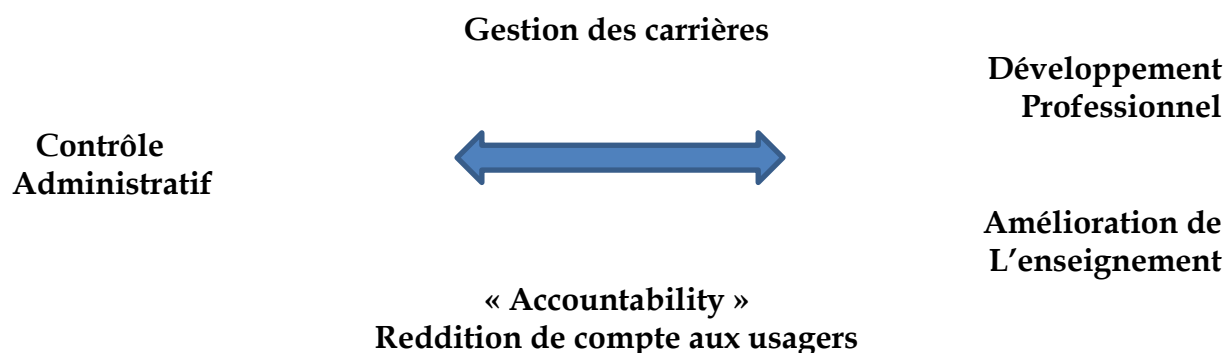 Gestion des carrières
Développement
Professionnel
Contrôle
Administratif
Amélioration de
L’enseignement
« Accountability »
Reddition de compte aux usagers